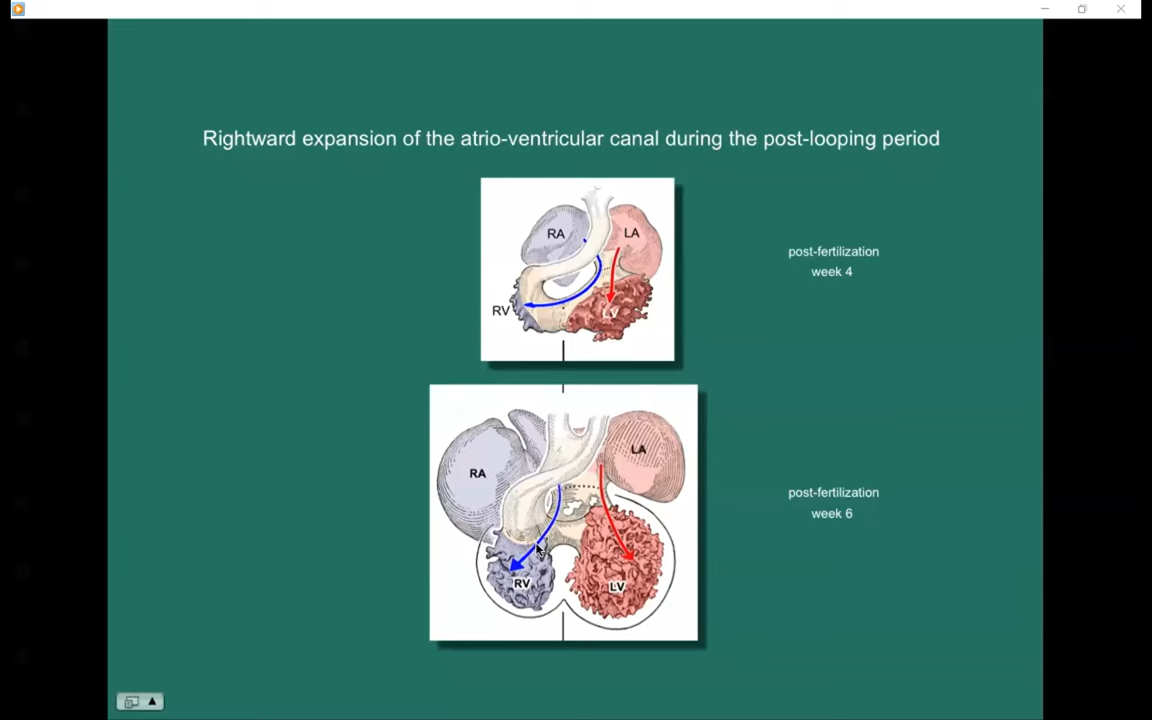 Rightward expansion of the atrio-ventricular canal during the post-looping period
RA
LA
RV
LV
post-fertilization
week 4
RA
LA
RV
LV
post-fertilization
week 6